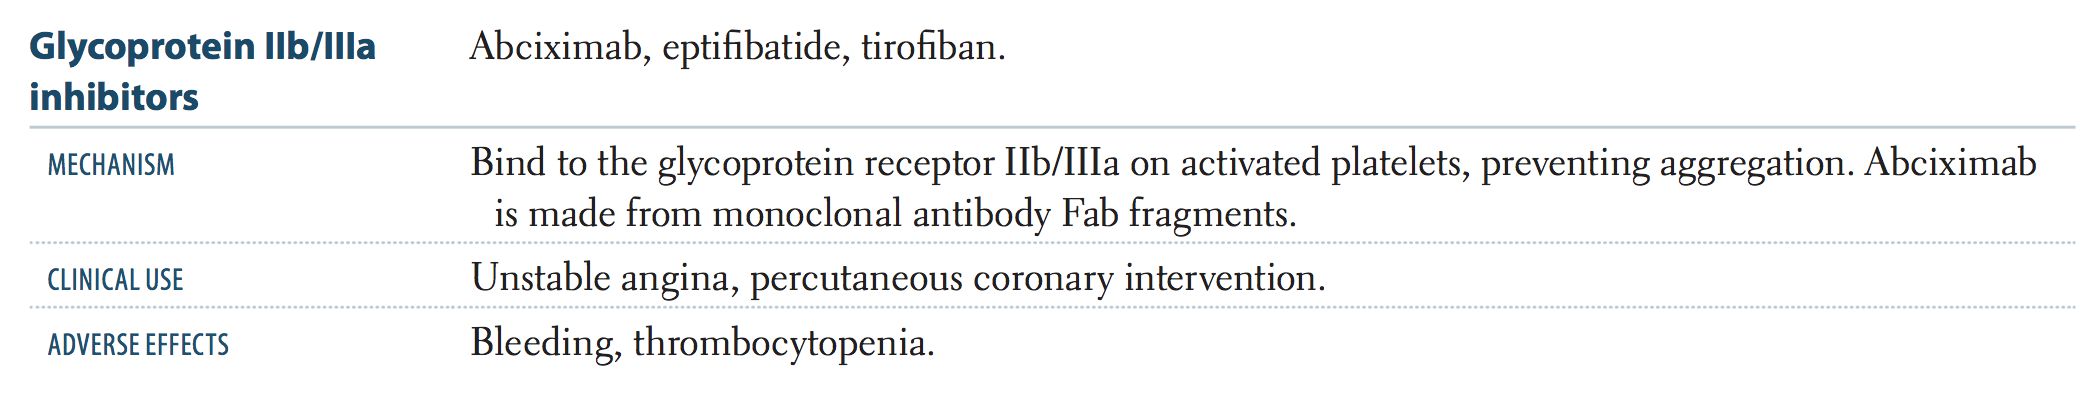 Glycoprotein IIb/IIIa
inhibitors
Abciximab, eptifibatide, tirofiban.
MECHANISM
Bind to the glycoprotein receptor IIb/IIIa on activated platelets, preventing aggregation. Abciximab
is made from monoclonal antibody Fab fragments.
CLINICAL USE
Unstable angina, percutaneous coronary intervention.
ADVERSE EFFECTS
Bleeding, thrombocytopenia.